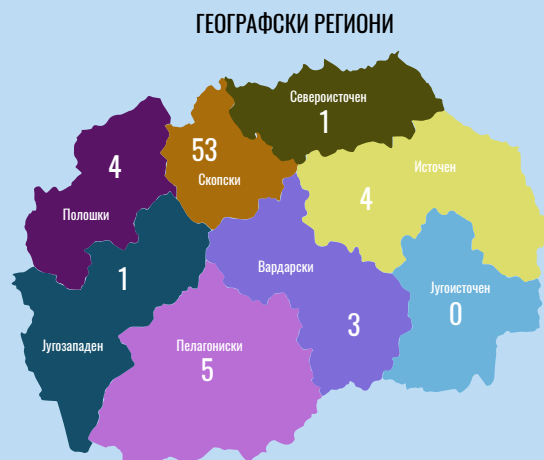 ГЕОГРАФСКИ РЕГИОНИ
Североисточен
1
53
Скопски
4
Полошки
Источен
4
1
Југозападен
Вардарски
3
Југоисточен
0
Пелагониски
5